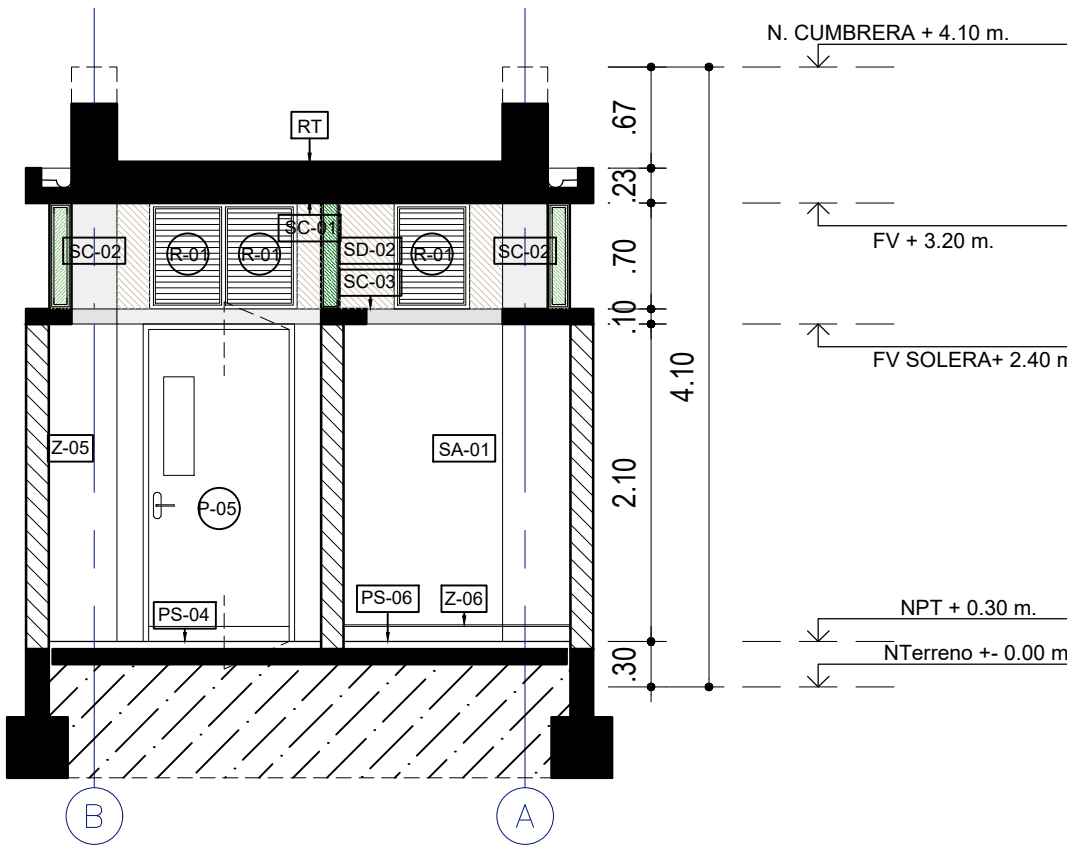 N. CUMBRERA + 4.10 m.
RT
.67
.23
SC-01
SC-02
R-01
R-01
SD-02
R-01
SC-02
FV + 3.20 m.
.70
SC-03
.10
FV SOLERA+ 2.40 m
4.10
Z-05
SA-01
2.10
P-05
PS-04
PS-06
Z-06
NPT + 0.30 m.
NTerreno +- 0.00 m
.30
B
A